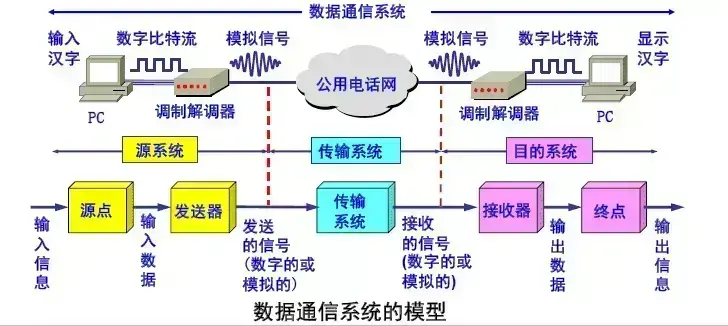 数据通信系统
输入
汉字
数字比特流
模拟信号
模拟信号
数字比特流
显示
汉字
公用电话网
PC
调制解调器
调制解调器
PC
源系统
传输系统
目的系统
源点
发送器
传输
系统
接收器
终点
输入信息
输入数据
发送
的信号
(数字的或
模拟的)
接收
的信号
(数字的或
模拟的)
输出数据
输出信息
数据通信系统的模型